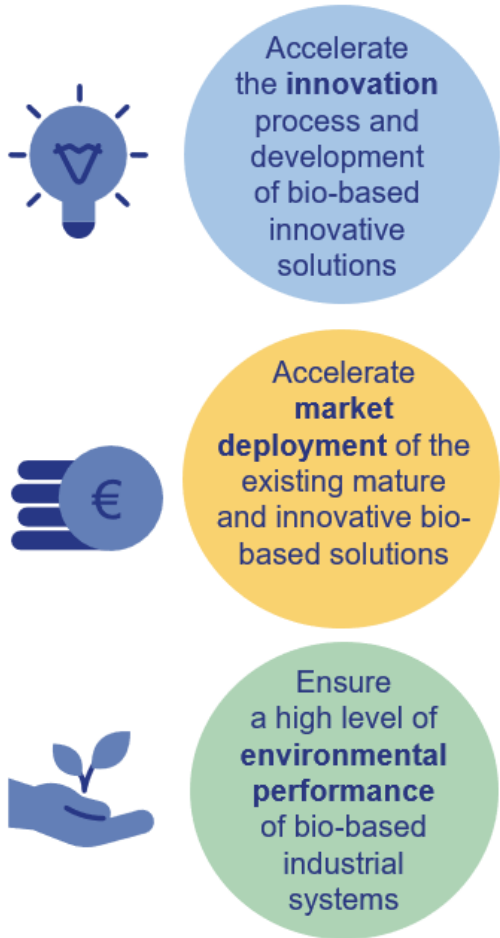 Accelerate
the innovation
process and
development
of bio-based
innovative
solutions
Accelerate
market
deployment of the
existing mature
and innovative bio-
based solutions
€
Ensure
a high level of
environmental
performance
of bio-based
industrial
systems